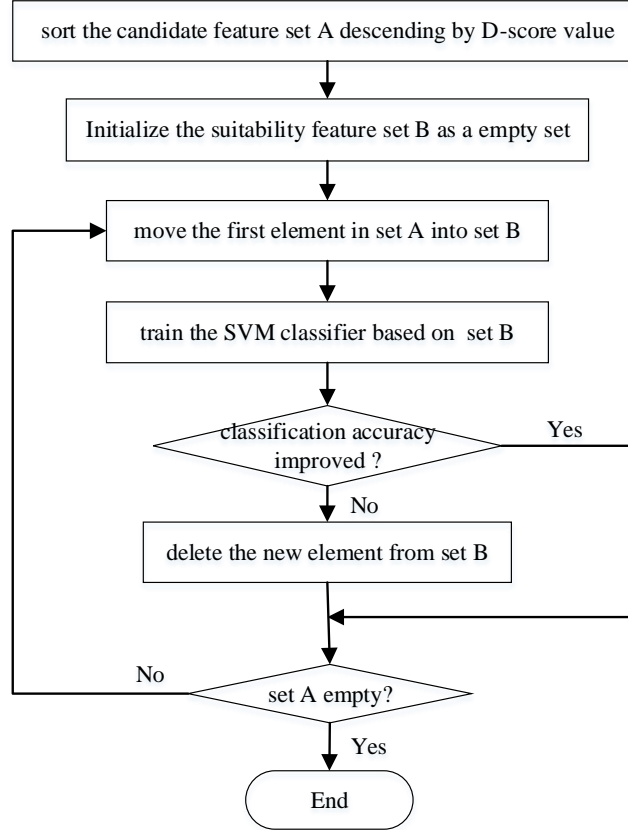 sort the candidate feature set A descending by D-score value
Initialize the suitability feature set B as a empty set
move the first element in set A into set B
train the SVM classifier based on set B
classification accuracy
improved ?
Yes
No
delete the new element from set B
No
set A empty?
Yes
End